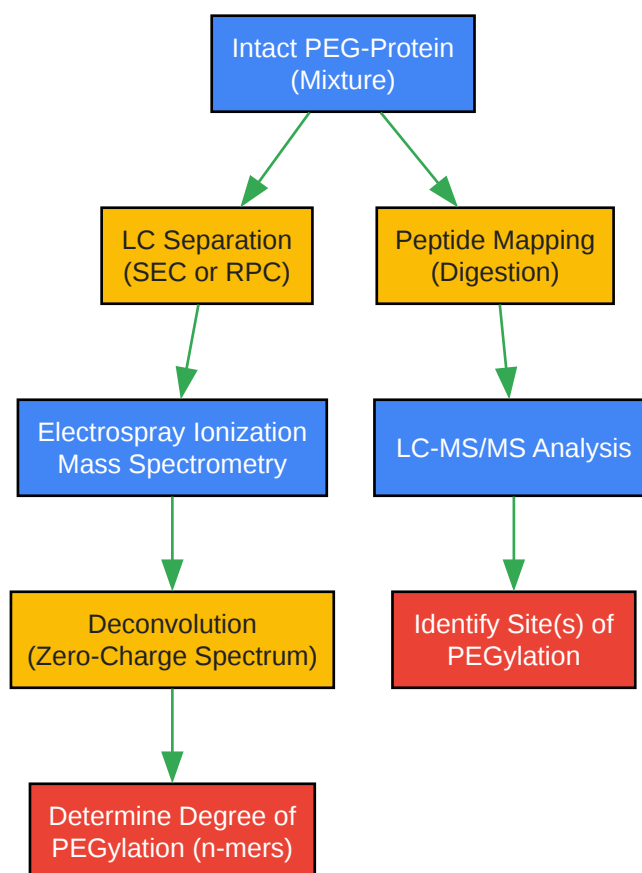 Intact PEG-Protein
(Mixture)
LC Separation
(SEC or RPC)
Peptide Mapping
(Digestion)
Electrospray Ionization
Mass Spectrometry
LC-MS/MS Analysis
Deconvolution
(Zero-Charge Spectrum)
Identify Site(s) of
PEGylation
Determine Degree of
PEGylation (n-mers)